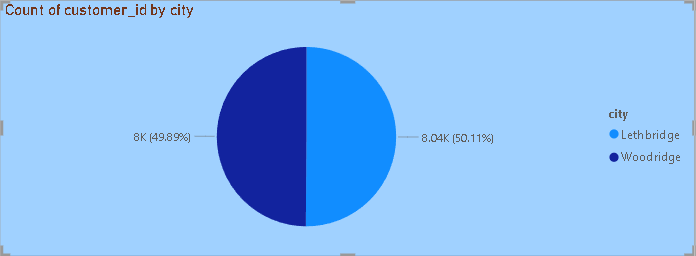 Count of customer_id by city
8K (49.89%)
8.04K (50.11%)
city
Lethbridge
Woodridge